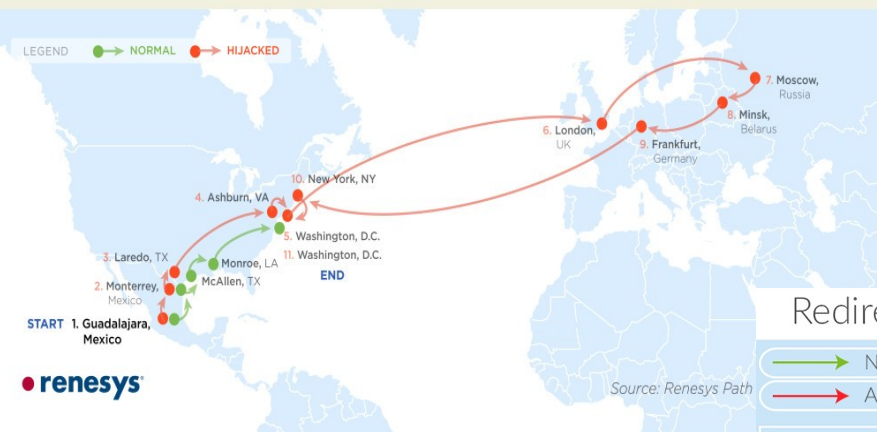 LEGEND NORMAL HIJACKED
7. Moscow,
Russia
8. Minsk,
Belarus
6. London,
UK
9. Frankfurt,
Germany
10. New York, NY
4. Ashburn, VA
5. Washington, D.C.
11. Washington, D.C.
END
3. Laredo, TX
Monroe, LA
McAllen, TX
2. Monterrey,
Mexico
START 1. Guadalajara,
Mexico
renesys
Source: Renesys Path
Redire
N
A